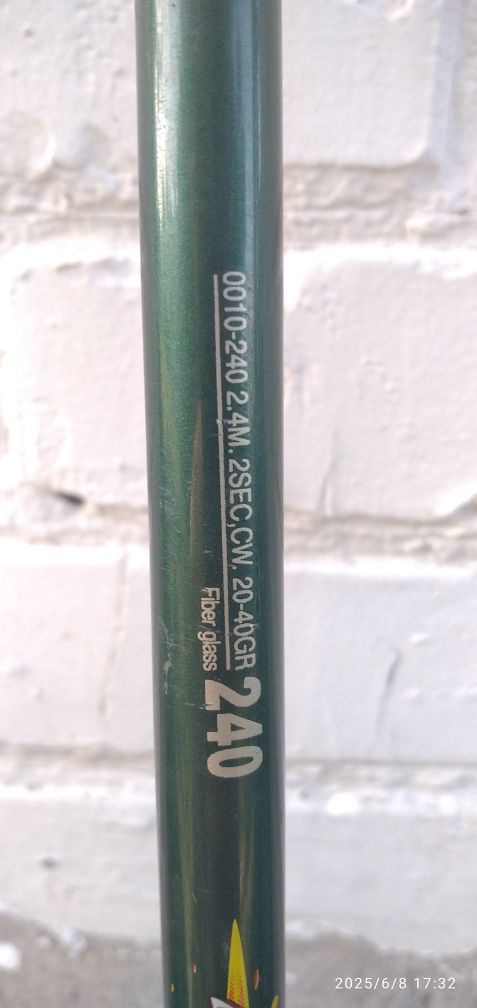 0010-240 2.4M. 2SEC,CW. 20-40GR
Fiber glass
240
2025/6/8 17:32